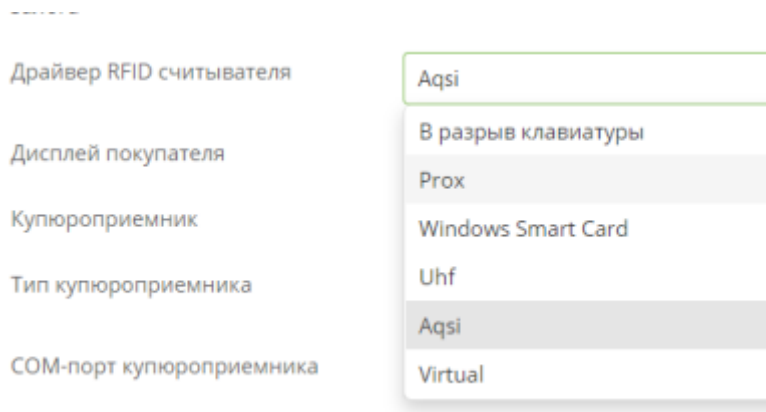 Драйвер RFID считывателя
Aqsi
В разрыв клавиатуры
Дисплей покупателя
Prox
Купюроприемник
Windows Smart Card
Uhf
Тип купюроприемника
Aqsi
COM-порт купюроприемника
Virtual